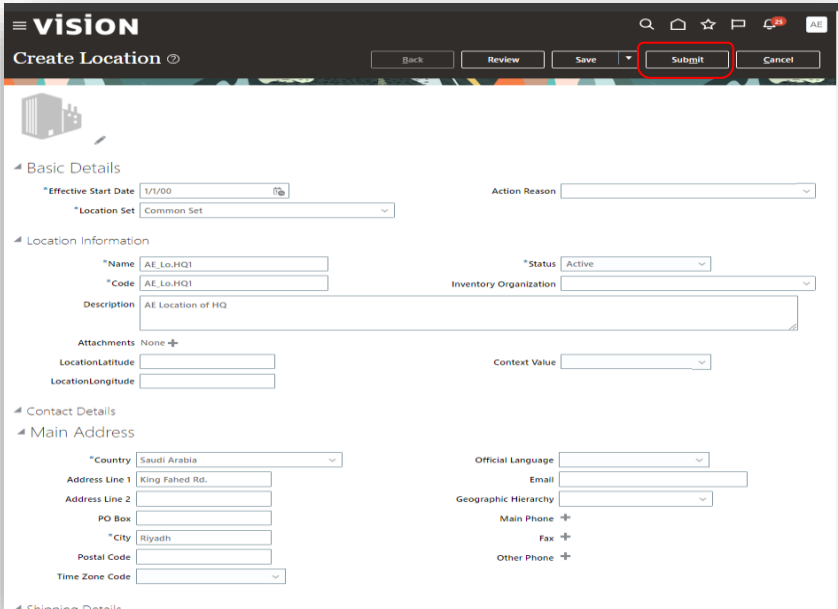 vision
21
AE
Create Location
Back Review Save Submit Cancel
Basic Details
*Effective Start Date 1/1/00 Action Reason
*Location Set Common Set
Location Information
*Name AE_Lo.HQ1 *Status Active
*Code AE_Lo.HQ1 Inventory Organization
Description AE Location of HQ
Attachments None
LocationLatitude Context Value
LocationLongitude
Contact Details
Main Address
*Country Saudi Arabia Official Language
Address Line 1 King Fahed Rd. Email
Address Line 2 Geographic Hierarchy
PO Box Main Phone
*City Riyadh Fax
Postal Code Other Phone
Time Zone Code
Shipping Details